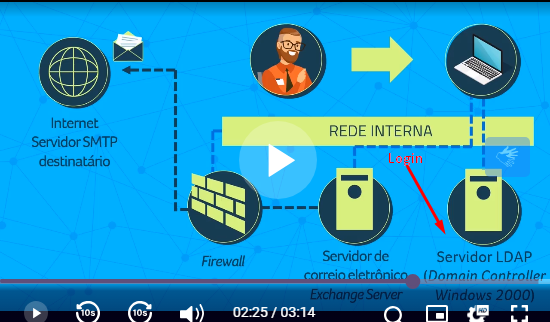 Internet
Servidor SMTP
destinatário
REDE INTERNA
Login
Firewall
Servidor de
correio eletrônico
Exchange Server
Servidor LDAP
(Domain Controller
Windows 2000)
10s
10s
02:25 / 03:14
HD